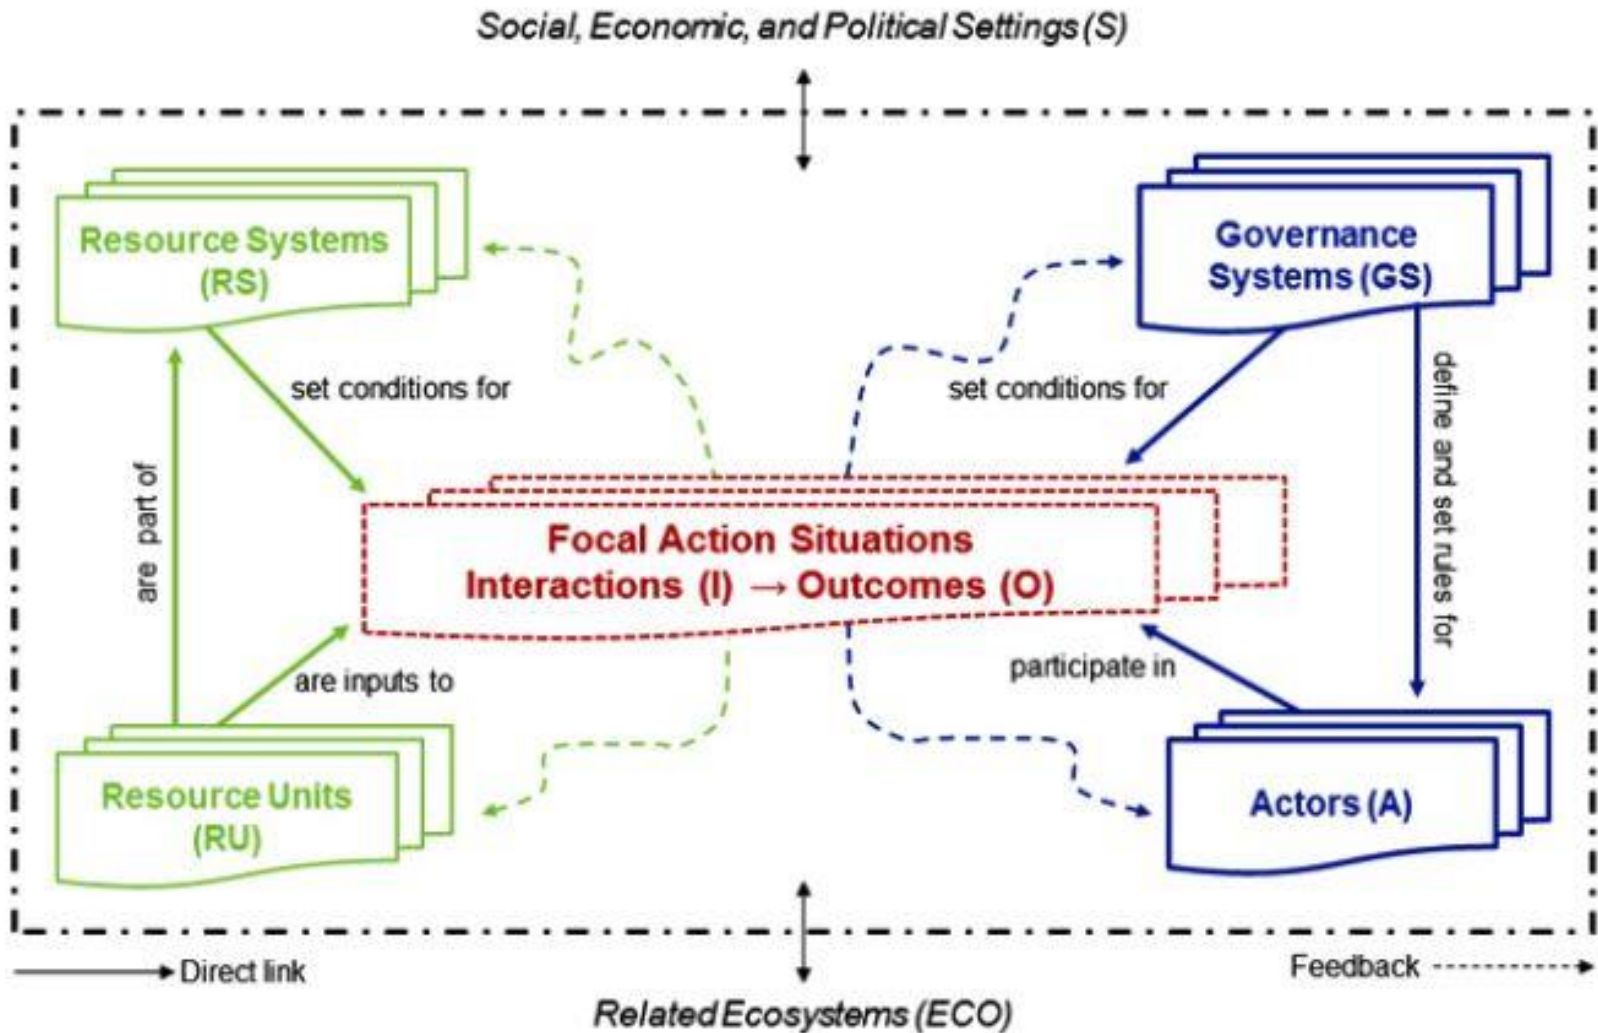 Social, Economic, and Political Settings (S)
Resource Systems
(RS)
Governance
Systems (GS)
set conditions for
set conditions for
define and set rules for
are part of
Focal Action Situations
Interactions (I) → Outcomes (O)
are inputs to
participate in
Resource Units
(RU)
Actors (A)
Direct link
Feedback
Related Ecosystems (ECO)